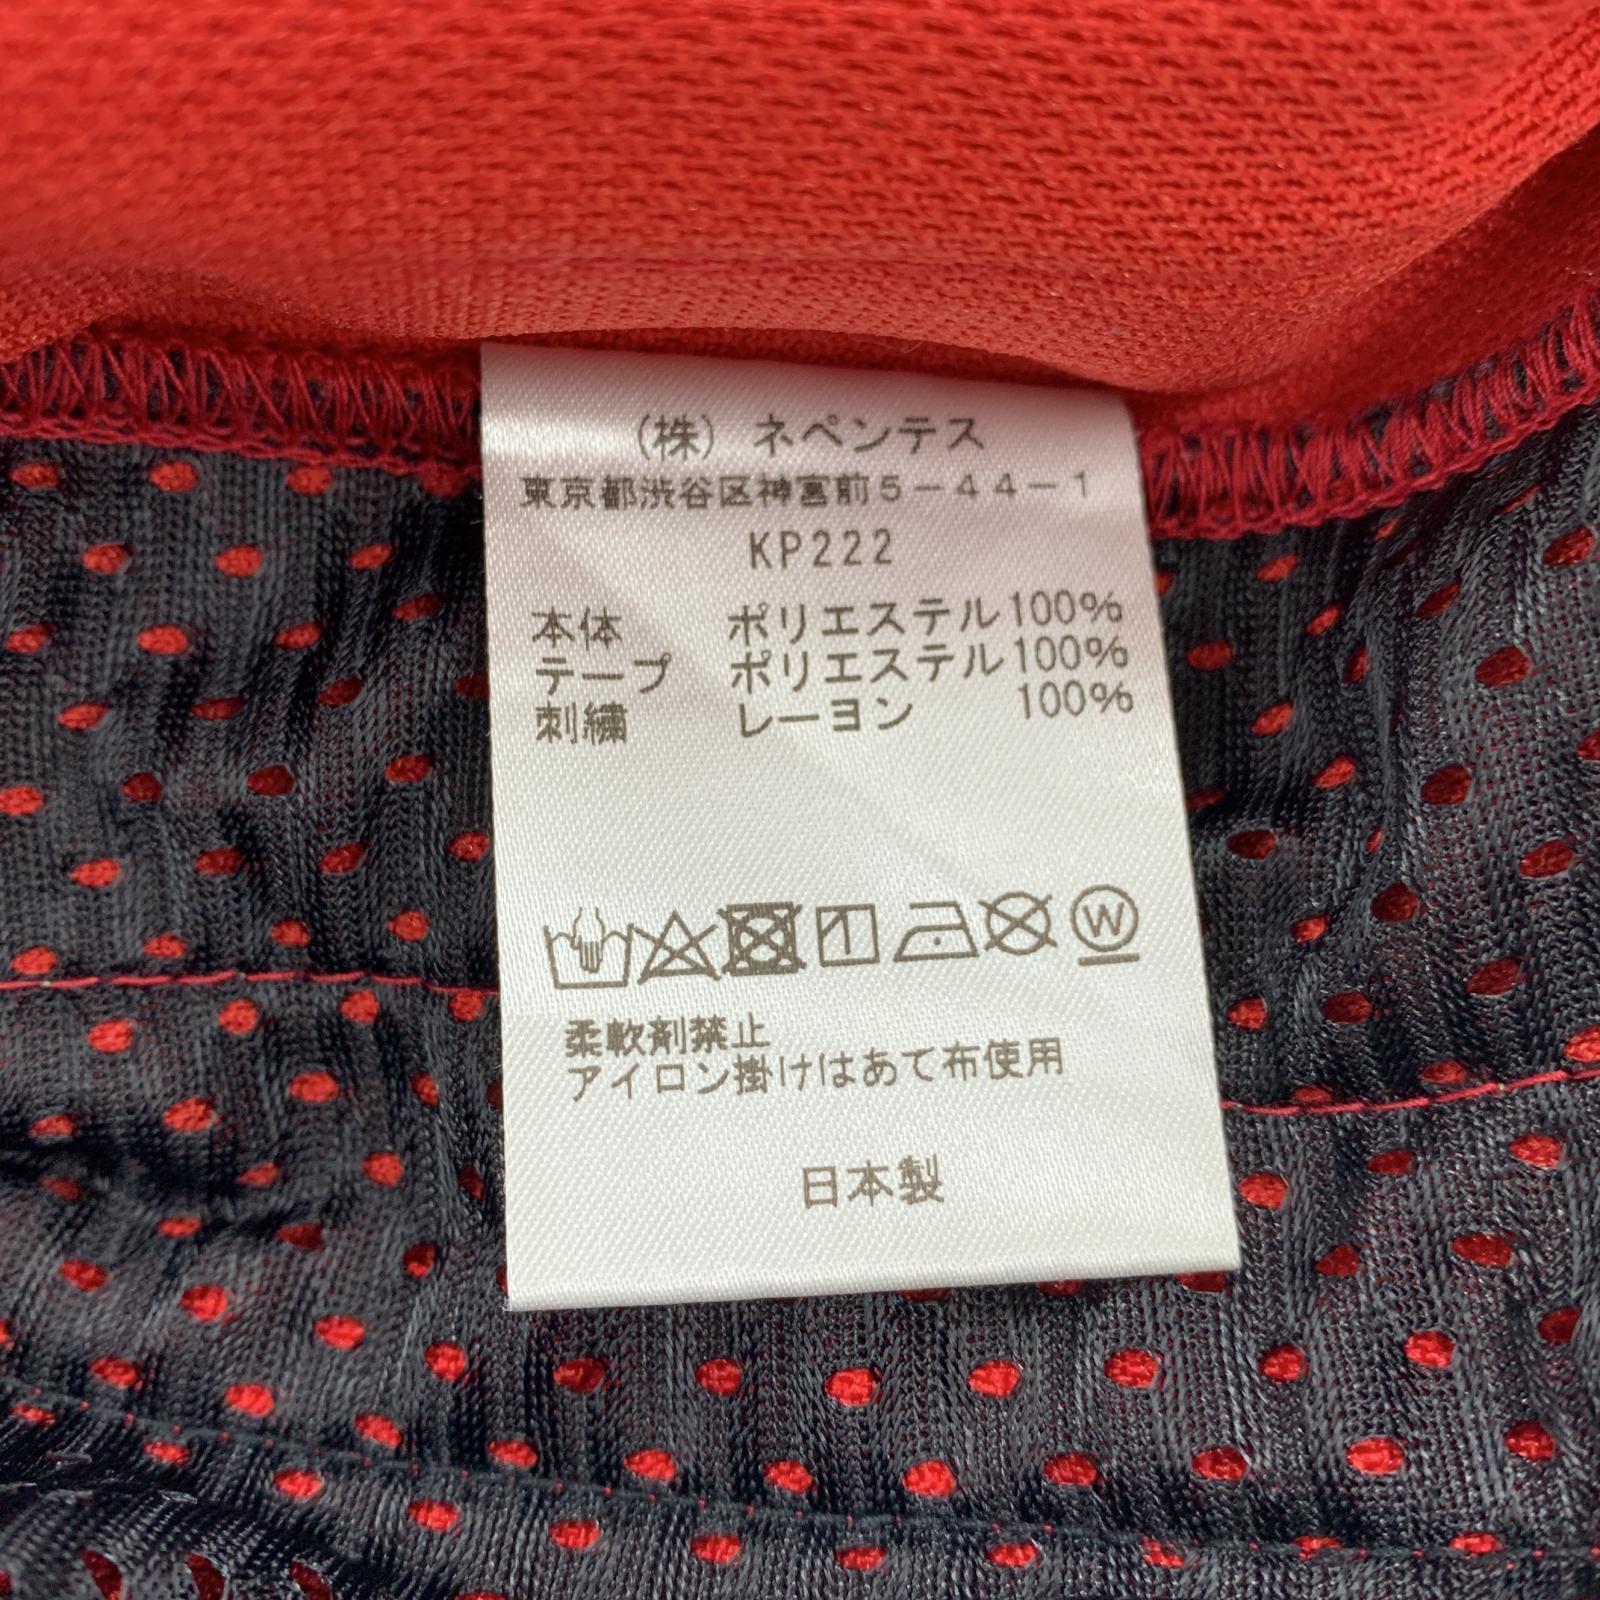 (株) ネペンテス
東京都渋谷区神宮前5-44-1
KP222
本体 ポリエステル100%
テープ ポリエステル100%
刺繍 レーヨン 100%
W
柔軟剤禁止
アイロン掛けはあて布使用
日本製